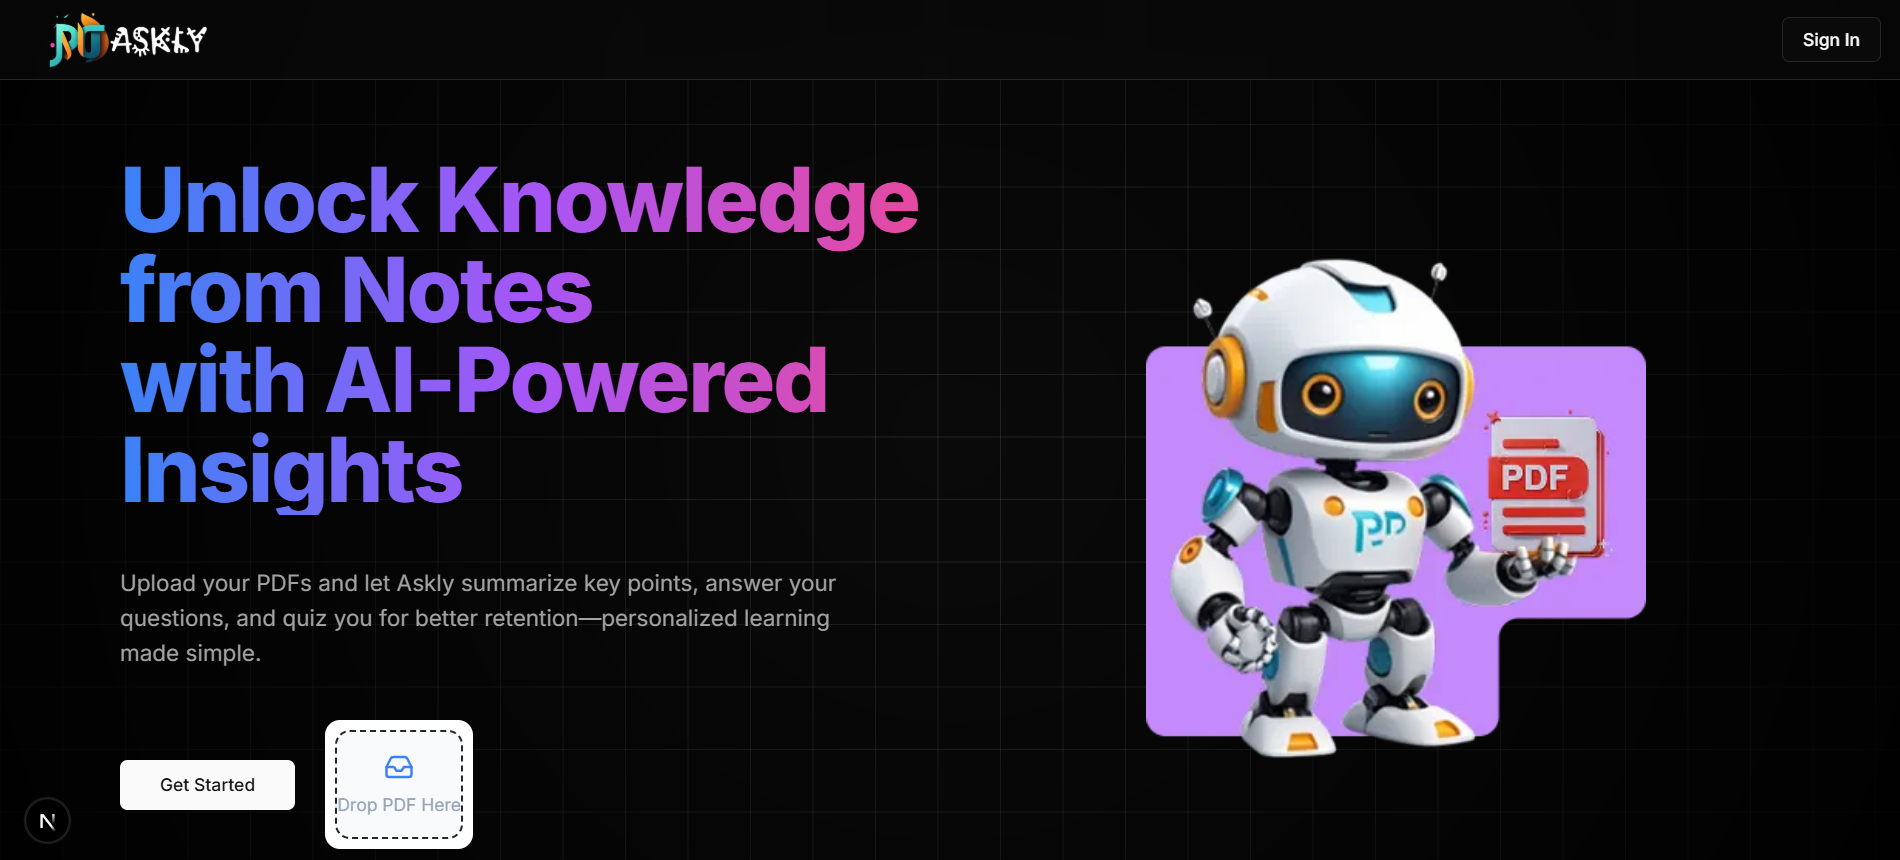 ASKLY
Sign In
Unlock Knowledge
from Notes
with AI-Powered
Insights
Upload your PDFs and let Askly summarize key points, answer your
questions, and quiz you for better retention—personalized learning
made simple.
PDF
Get Started
Drop PDF Here
N